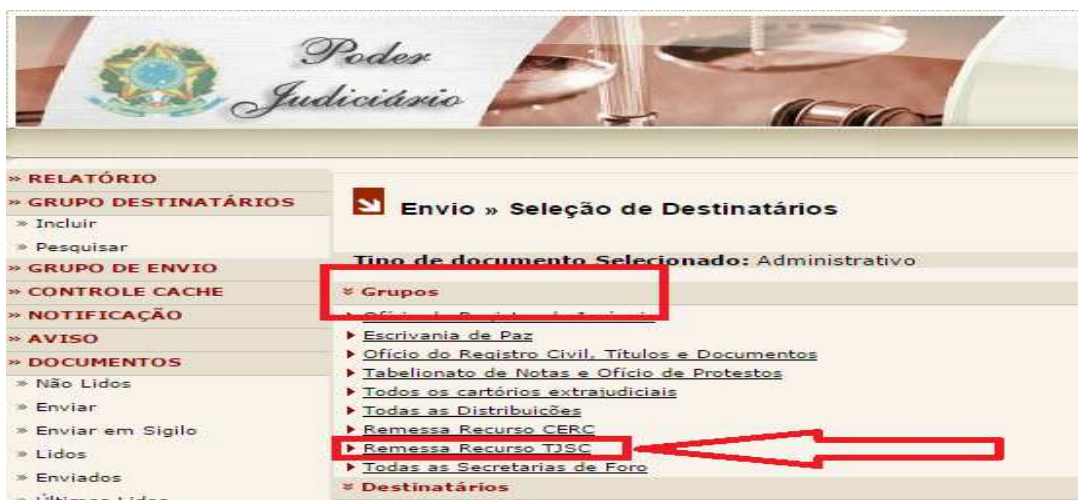 Poder
Judiciário
» RELATÓRIO
» GRUPO DESTINATÁRIOS
» Incluir
» Pesquisar
» GRUPO DE ENVIO
» CONTROLE CACHE
» NOTIFICAÇÃO
» AVISO
» DOCUMENTOS
» Não Lidos
» Enviar
» Enviar em Sigilo
» Lidos
» Enviados
Envio » Seleção de Destinatários
Tipo de documento Selecionado: Administrativo
Grupos
Escrivania de Paz
Ofício do Registro Civil, Títulos e Documentos
Tabelionato de Notas e Ofício de Protestos
Todos os cartórios extrajudiciais
Todas as Distribuições
Remessa Recurso CERC
Remessa Recurso TJSC
Todas as Secretarias de Foro
Destinatários